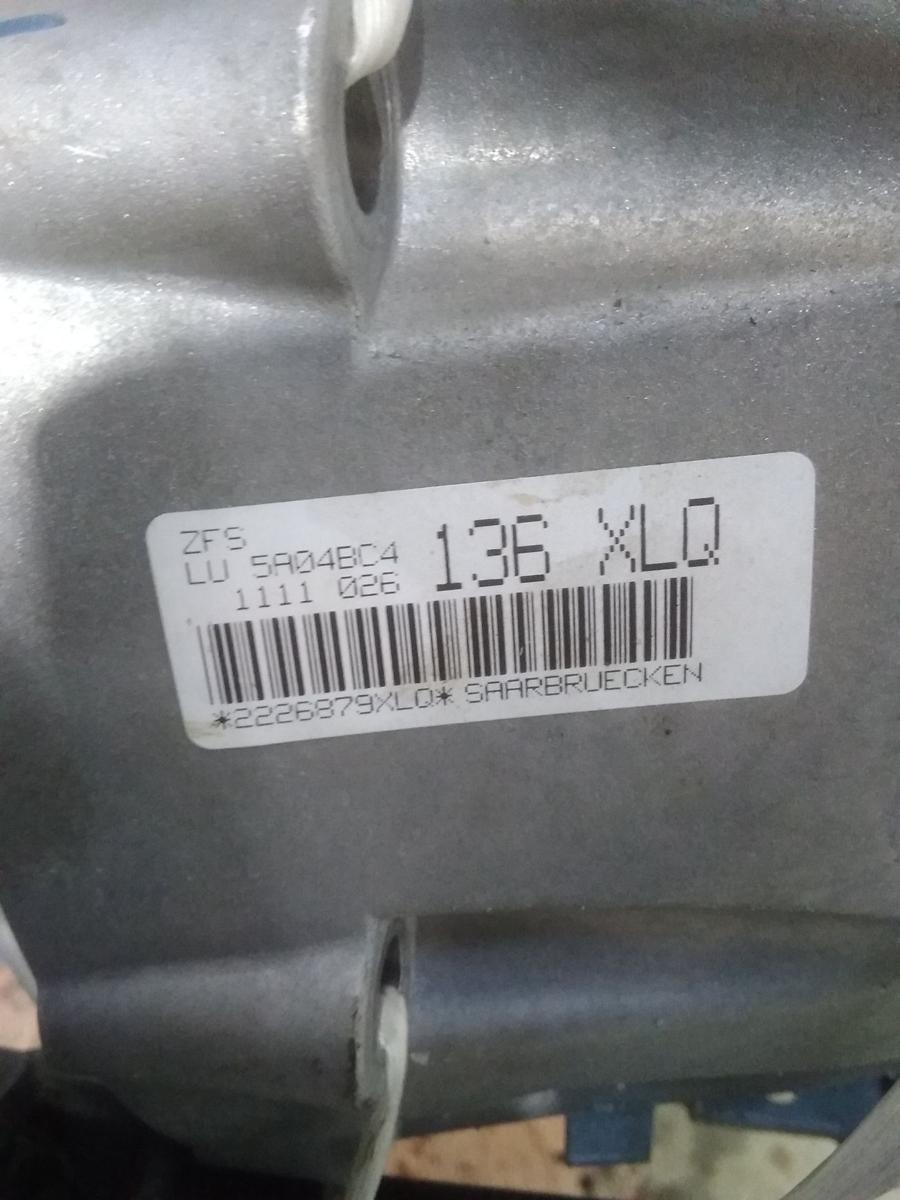 ZFS
LU 5A04BC4 136 XLQ
1111 026
*2226879XLQ* SAARBRUECKEN